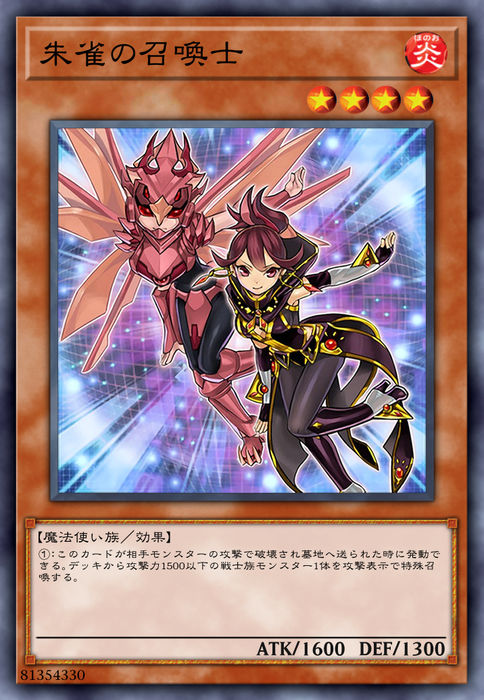 朱雀の召喚士
ほのお
炎
【魔法使い族／効果】
①：このカードが相手モンスターの攻撃で破壊され墓地へ送られた時に発動で
きる。デッキから攻撃力1500以下の戦士族モンスター1体を攻撃表示で特殊召
喚する。
ATK/1600 DEF/1300
81354330